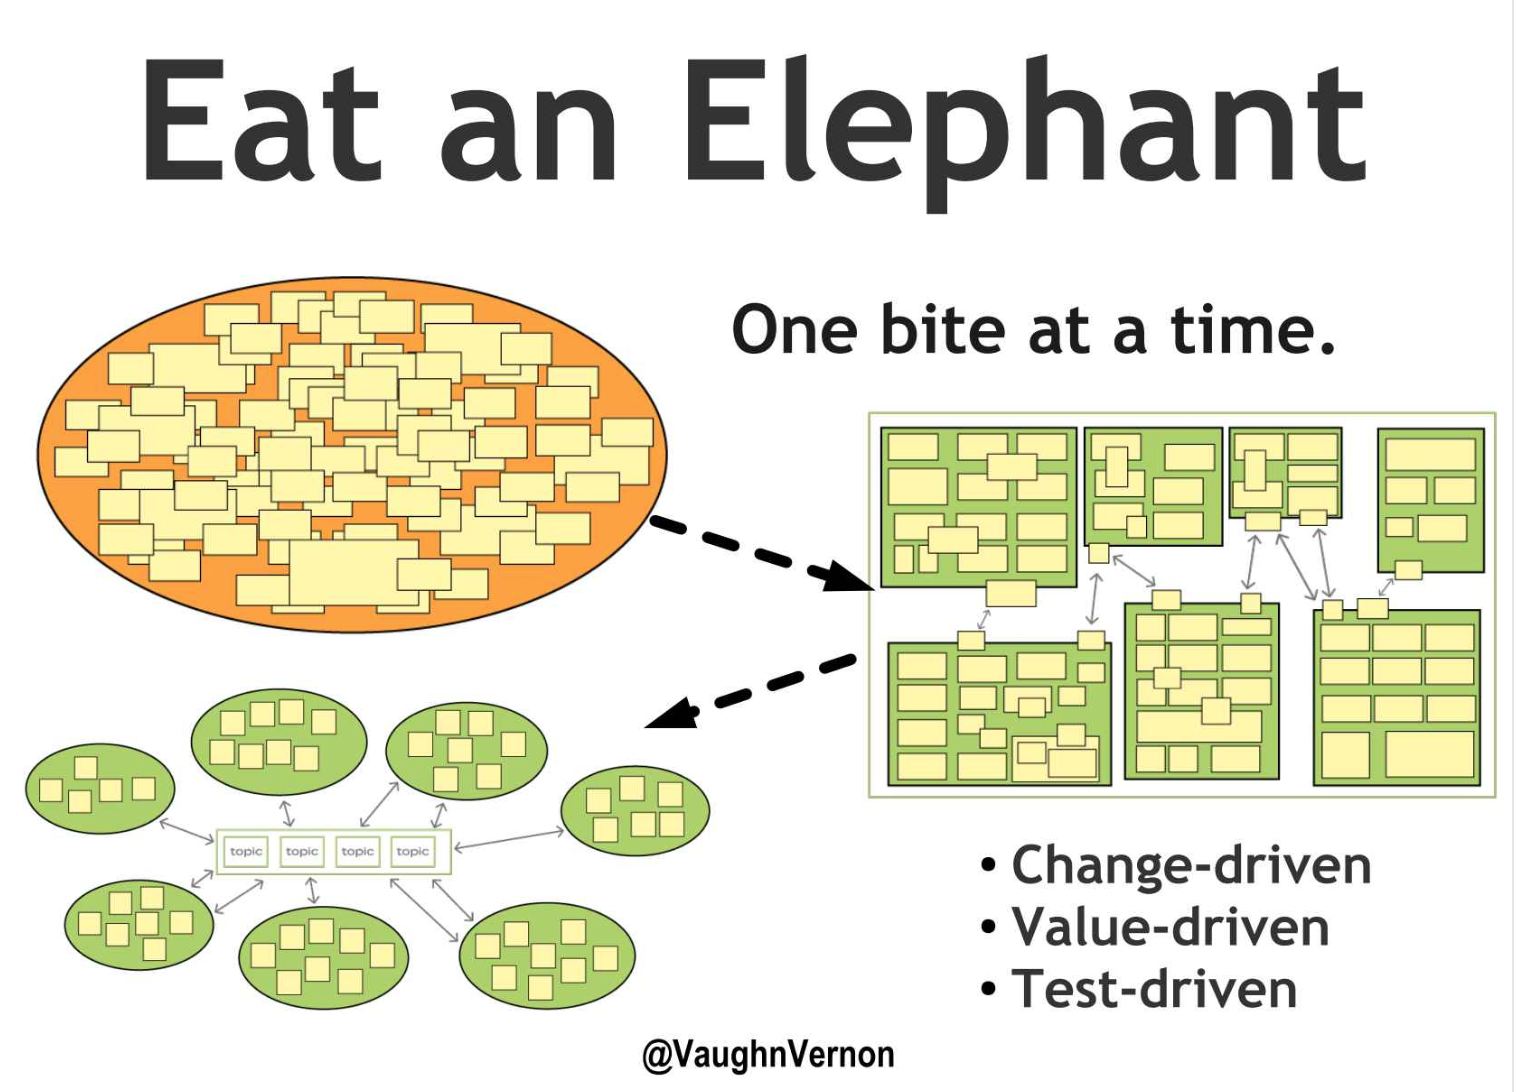 Eat an Elephant
One bite at a time.
topic topic topic topic
• Change-driven
• Value-driven
• Test-driven
@VaughnVernon